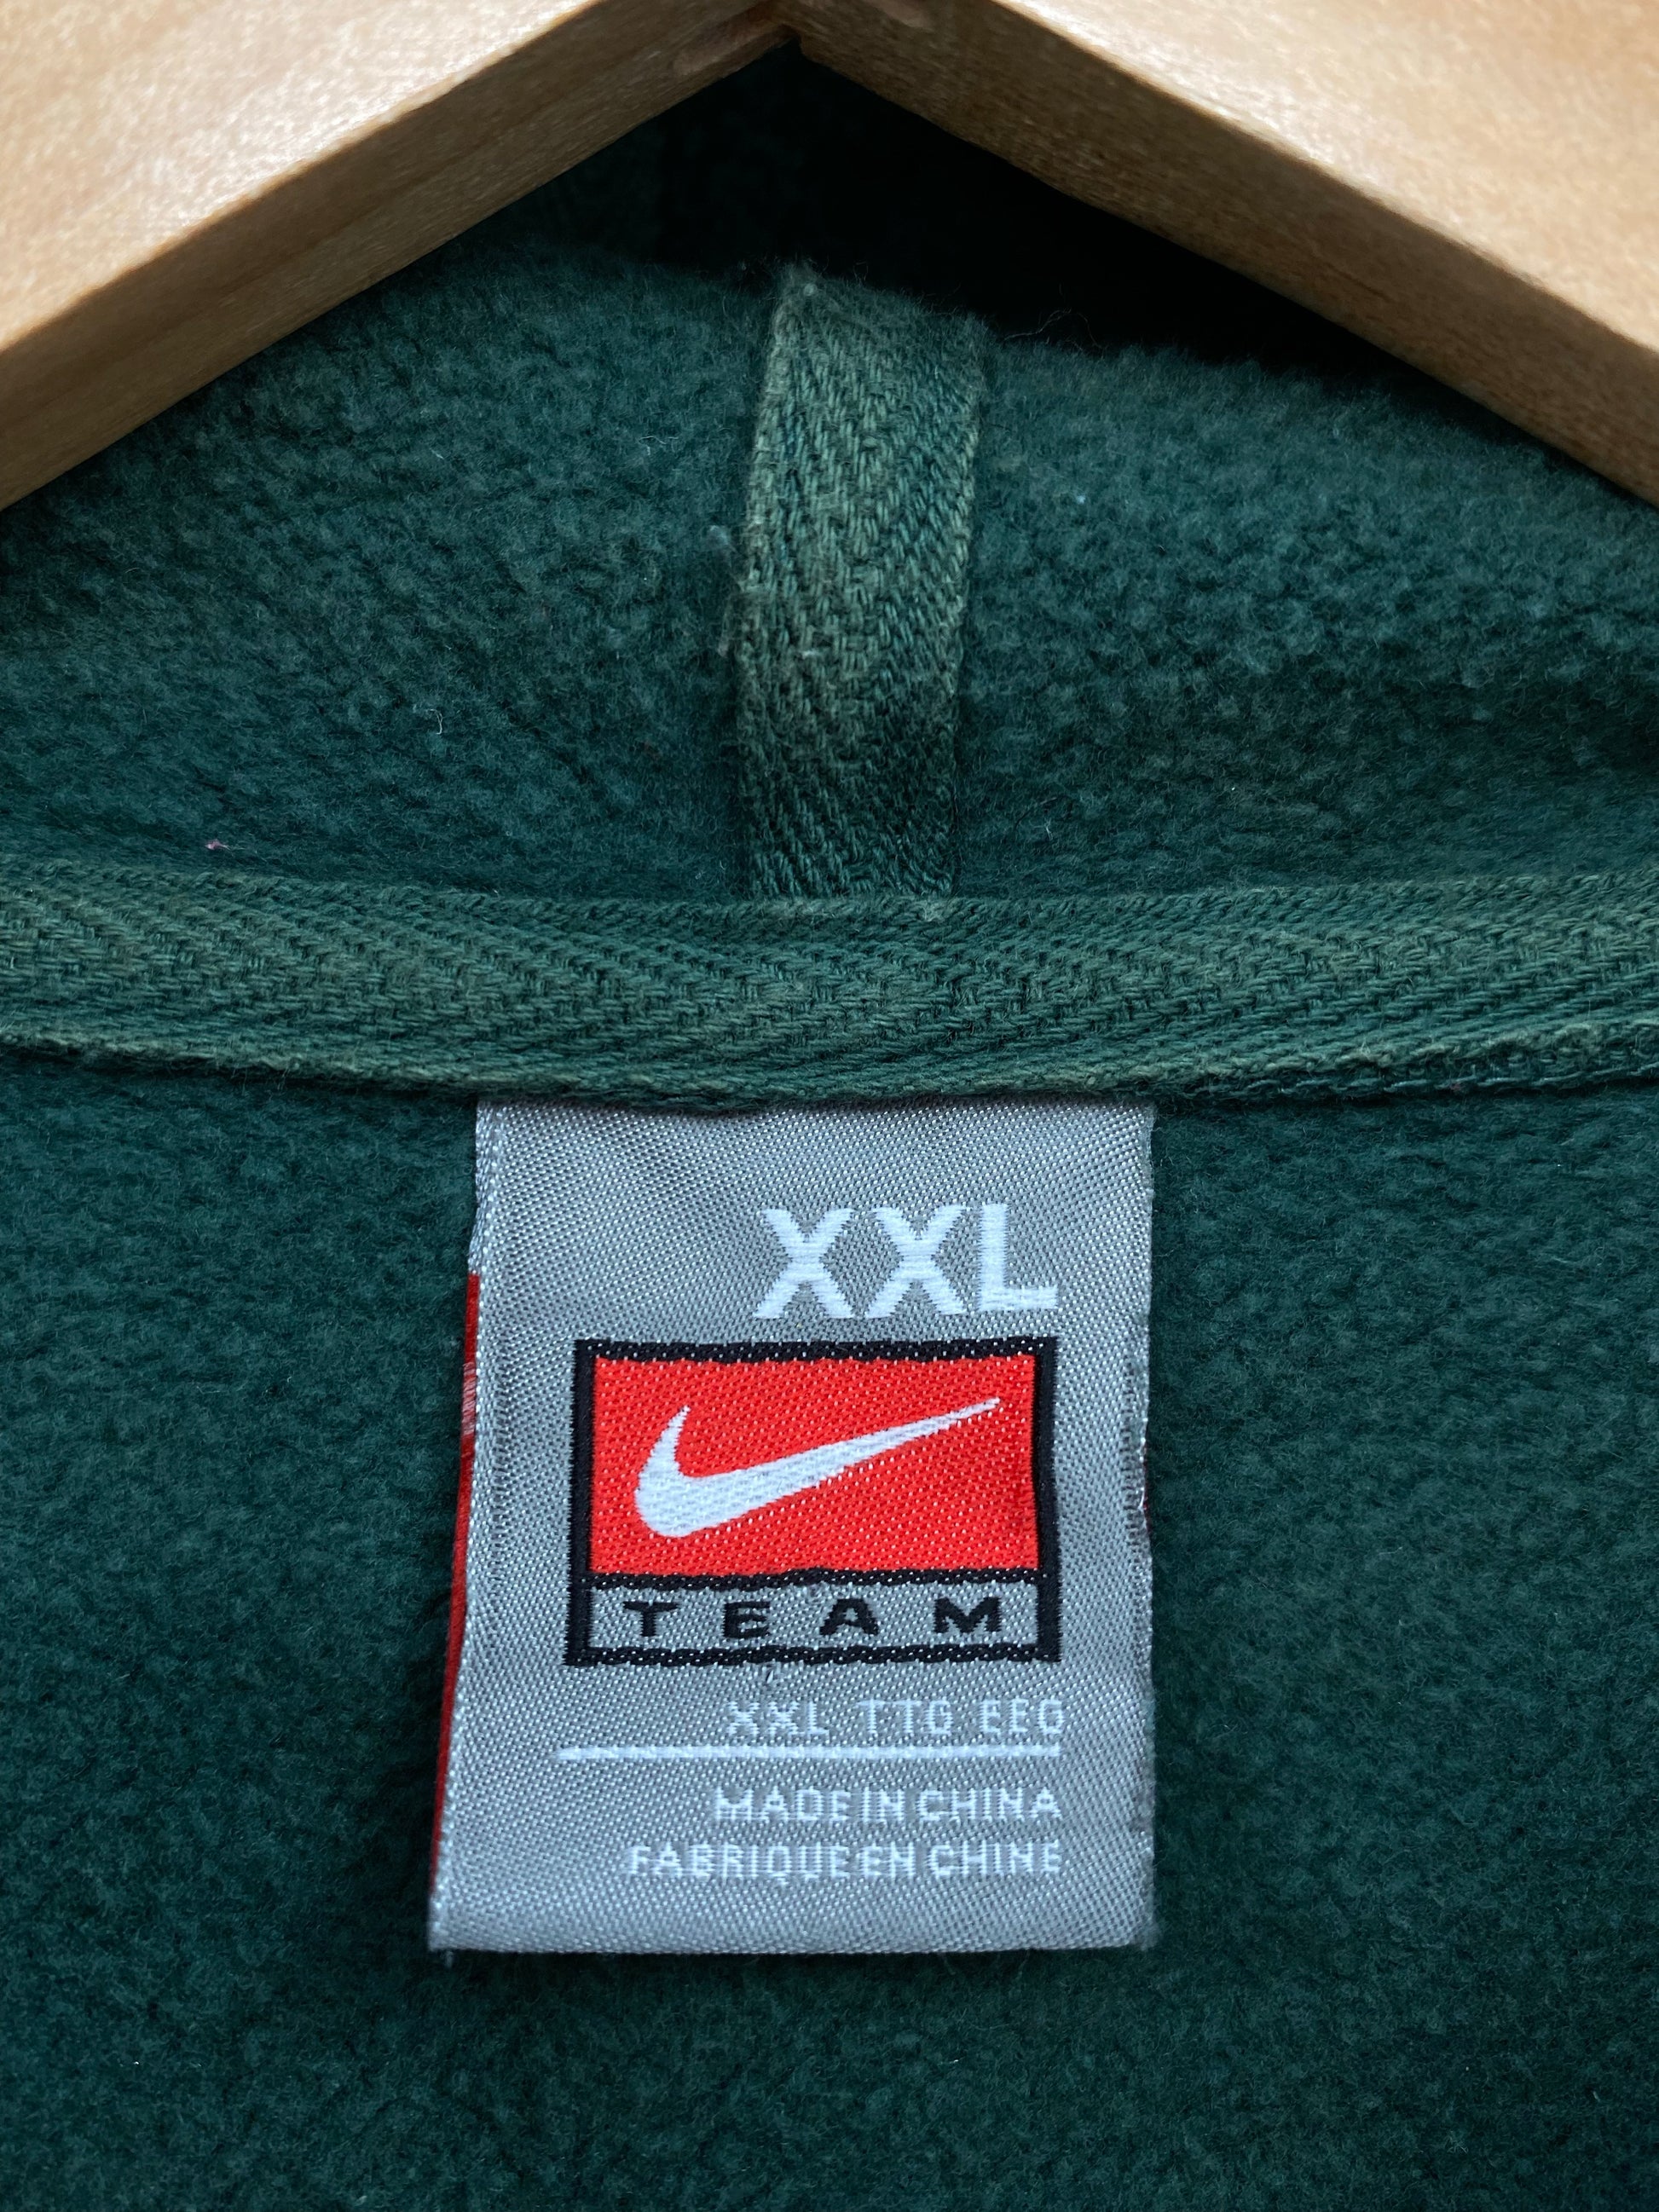 XXL
TEAM
XXL TTG EEG
MADE IN CHINA
FABRIQUE EN CHINE